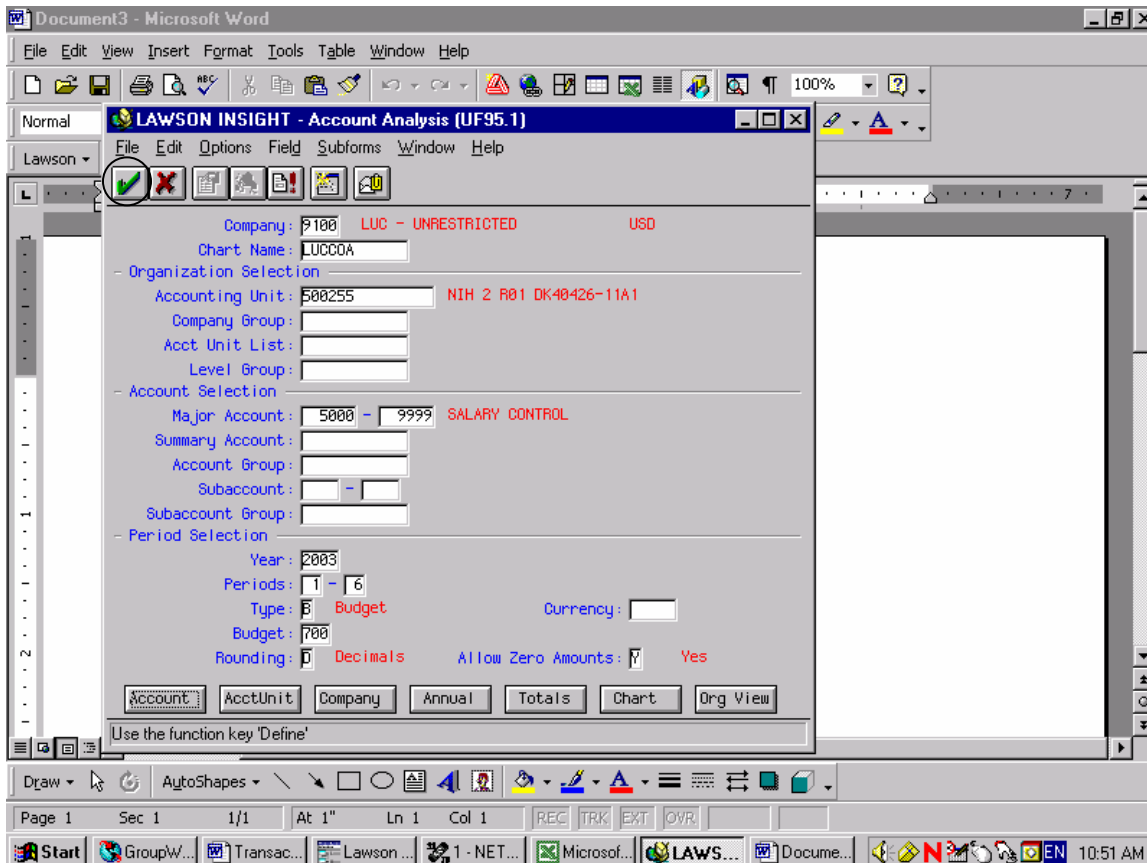 Document3 - Microsoft Word
File Edit View Insert Format Tools Table Window Help
100%
Normal
LAWSON INSIGHT - Account Analysis (UF95.1)
Lawson
File Edit Options Field Subforms Window Help
Company: 9100 LUC - UNRESTRICTED USD
Chart Name: LUCCOA
Organization Selection
Accounting Unit: 500255 NIH 2 R01 DK40426-11A1
Company Group:
Acct Unit List:
Level Group:
Account Selection
Major Account: 5000 - 9999 SALARY CONTROL
Summary Account:
Account Group:
Subaccount: -
Subaccount Group:
Period Selection
Year: 2003
Periods: 1 - 6
Type: B Budget Currency:
Budget: 700
Rounding: D Decimals Allow Zero Amounts: Y Yes
Account AcctUnit Company Annual Totals Chart Org View
Use the function key 'Define'
Draw AutoShapes
Page 1 Sec 1 1/1 At 1" Ln 1 Col 1 REC TRK EXT OVR
Start GroupW... Transac... Lawson ... 1 - NET... Microsof... LAWS... Docume... EN 10:51 AM